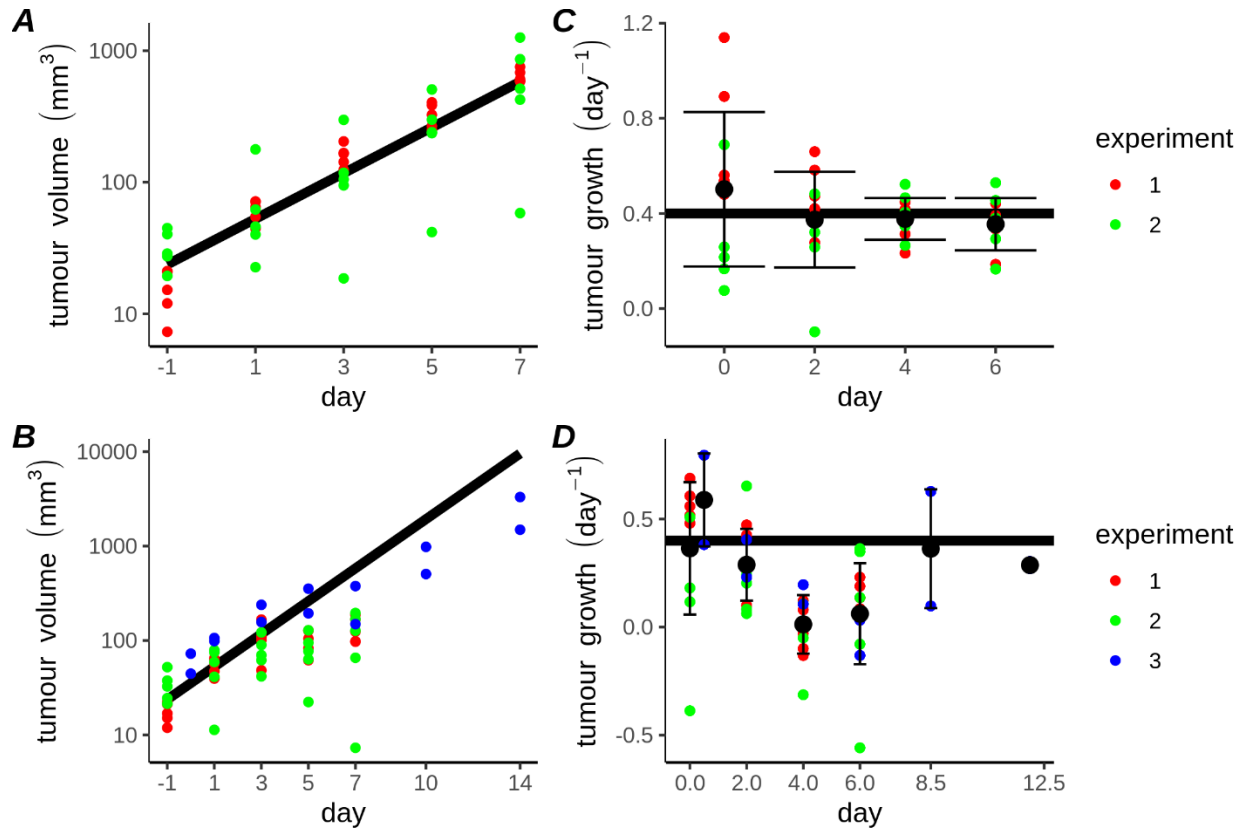 A
tumour volume (mm³)
1000
100
10
-1 1 3 5 7
day
C
tumour growth (day⁻¹)
1.2
0.8
0.4
0.0
0 2 4 6
day
experiment
1
2
B
tumour volume (mm³)
10000
1000
100
10
-1 1 3 5 7 10 14
day
D
tumour growth (day⁻¹)
0.5
0.0
-0.5
0.0 2.0 4.0 6.0 8.5 12.5
day
experiment
1
2
3